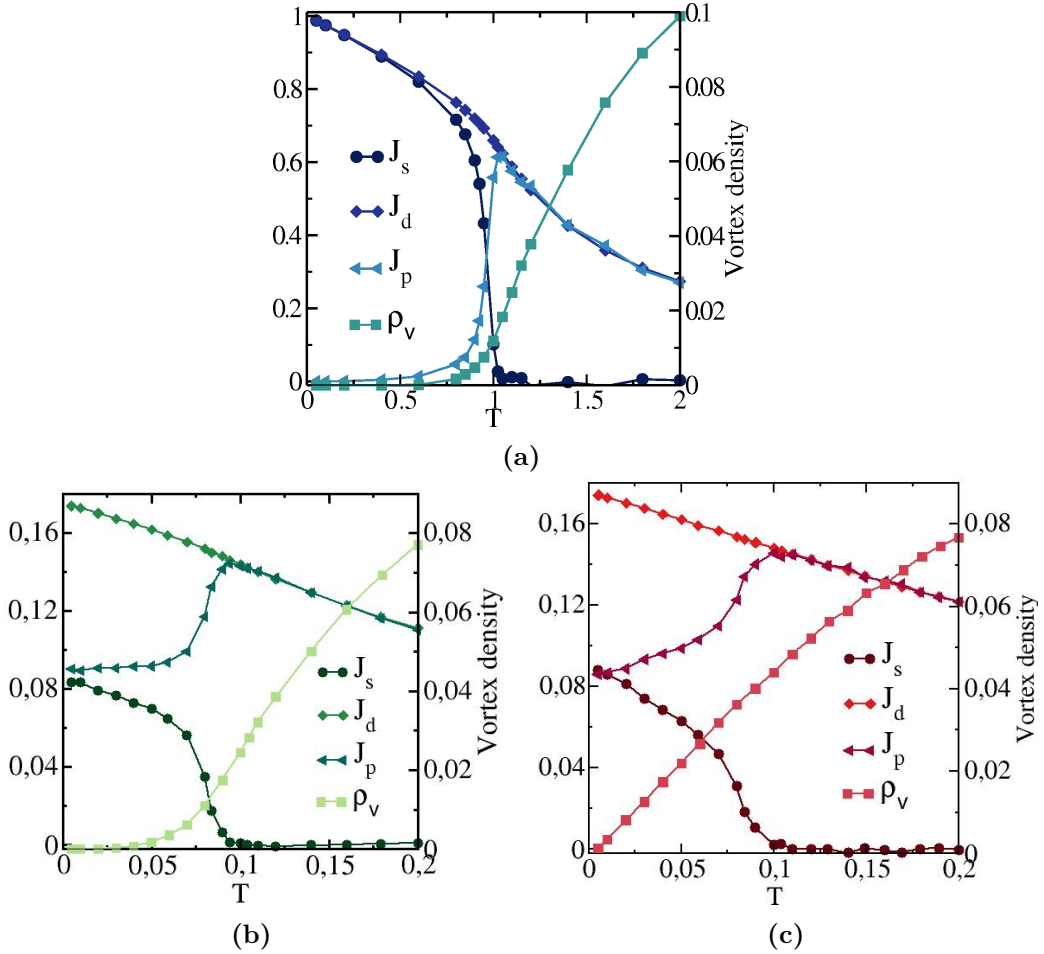 1
0.8
0.6
0.4
0.2
0
0
0.5
1
1.5
2
T
0.1
0.08
0.06
0.04
0.02
0
Vortex density
J_s
J_d
J_p
ρ_v
(a)
0,16
0,12
0,08
0,04
0
0
0,05
0,1
0,15
0,2
T
0,08
0,06
0,04
0,02
0
Vortex density
J_s
J_d
J_p
ρ_v
(b)
0,16
0,12
0,08
0,04
0
0
0,05
0,1
0,15
0,2
T
0,08
0,06
0,04
0,02
0
Vortex density
J_s
J_d
J_p
ρ_v
(c)